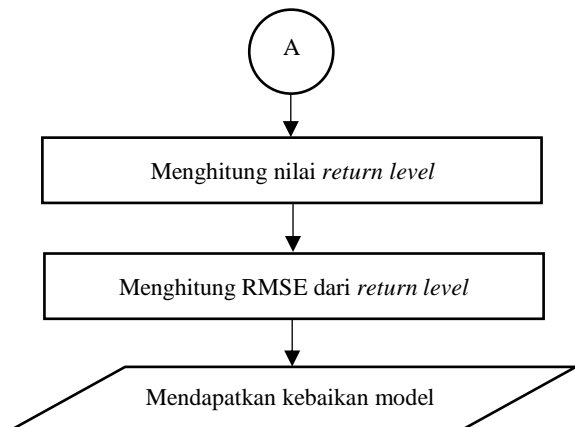 A
Menghitung nilai return level
Menghitung RMSE dari return level
Mendapatkan kebaikan model